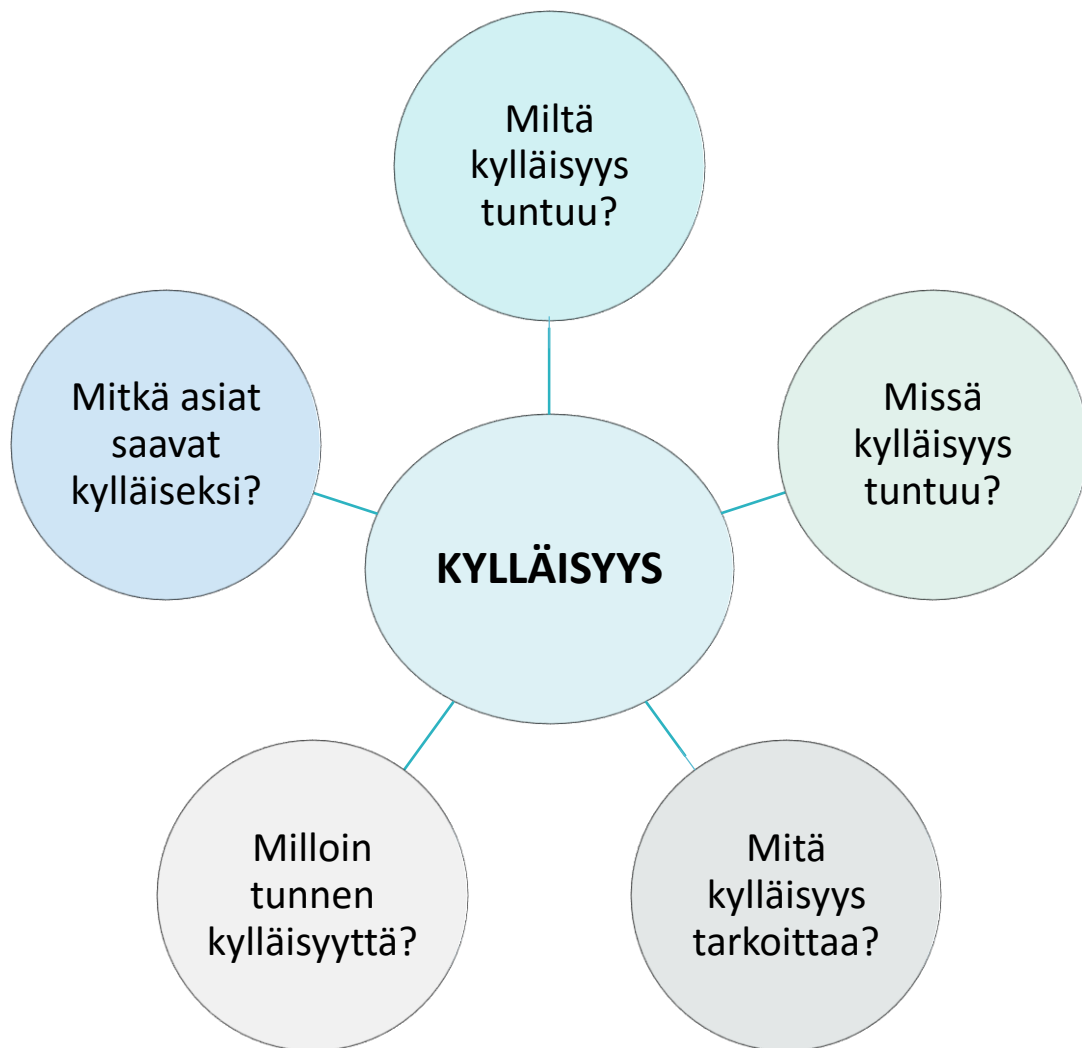 Miltä
kylläisyys
tuntuu?
Mitkä asiat
saavat
kylläiseksi?
Missä
kylläisyys
tuntuu?
KYLLÄISYYS
Milloin
tunnen
kylläisyyttä?
Mitä
kylläisyys
tarkoittaa?